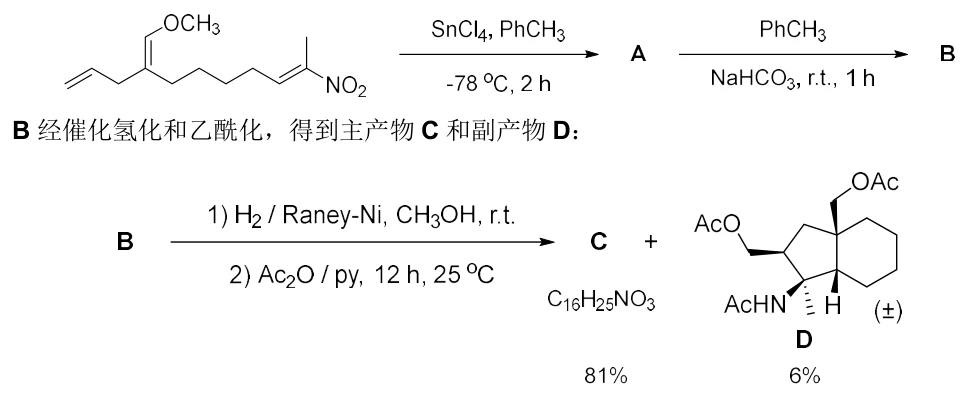 OCH3
NO2
SnCl4, PhCH3
-78 °C, 2 h
A
PhCH3
NaHCO3, r.t., 1 h
B
B 经催化氢化和乙酰化，得到主产物 C 和副产物 D：
B
1) H2 / Raney-Ni, CH3OH, r.t.
2) Ac2O / py, 12 h, 25 °C
C
+
C16H25NO3
81%
OAc
AcO
AcHN
H
(±)
D
6%